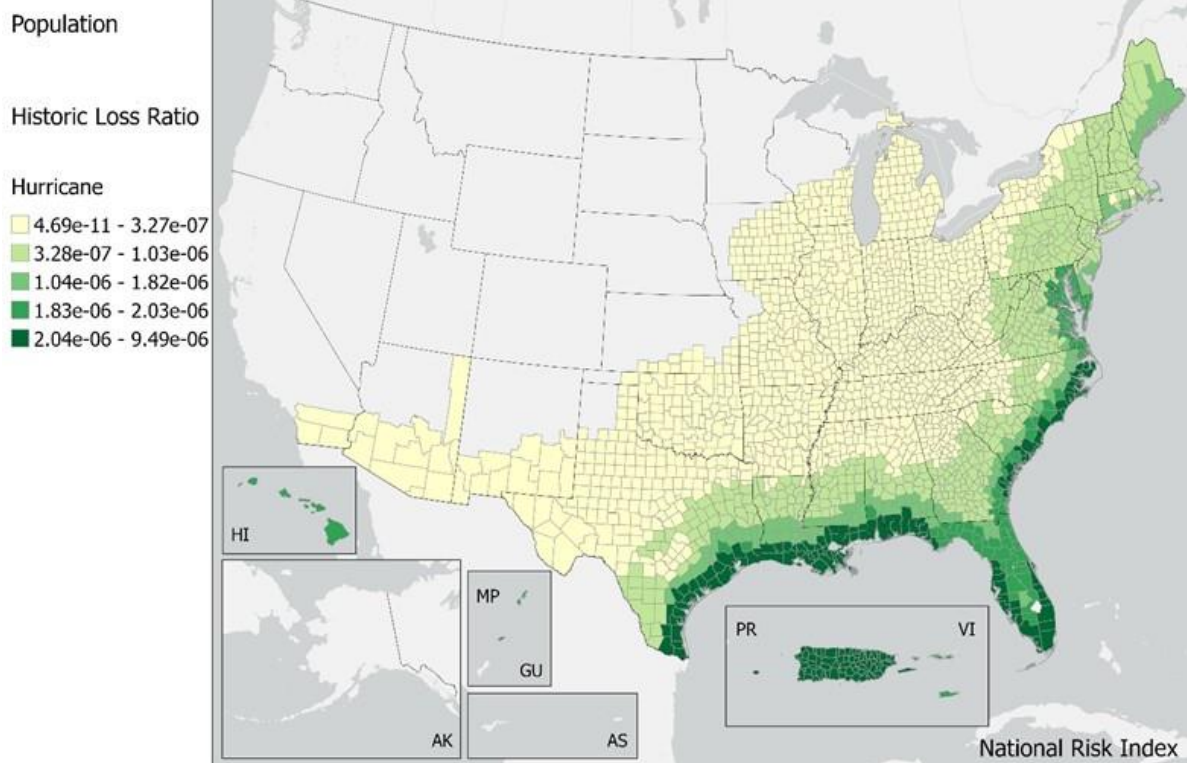 Population
Historic Loss Ratio
Hurricane
4.69e-11 - 3.27e-07
3.28e-07 - 1.03e-06
1.04e-06 - 1.82e-06
1.83e-06 - 2.03e-06
2.04e-06 - 9.49e-06
HI
MP
GU
AK
AS
PR
VI
National Risk Index